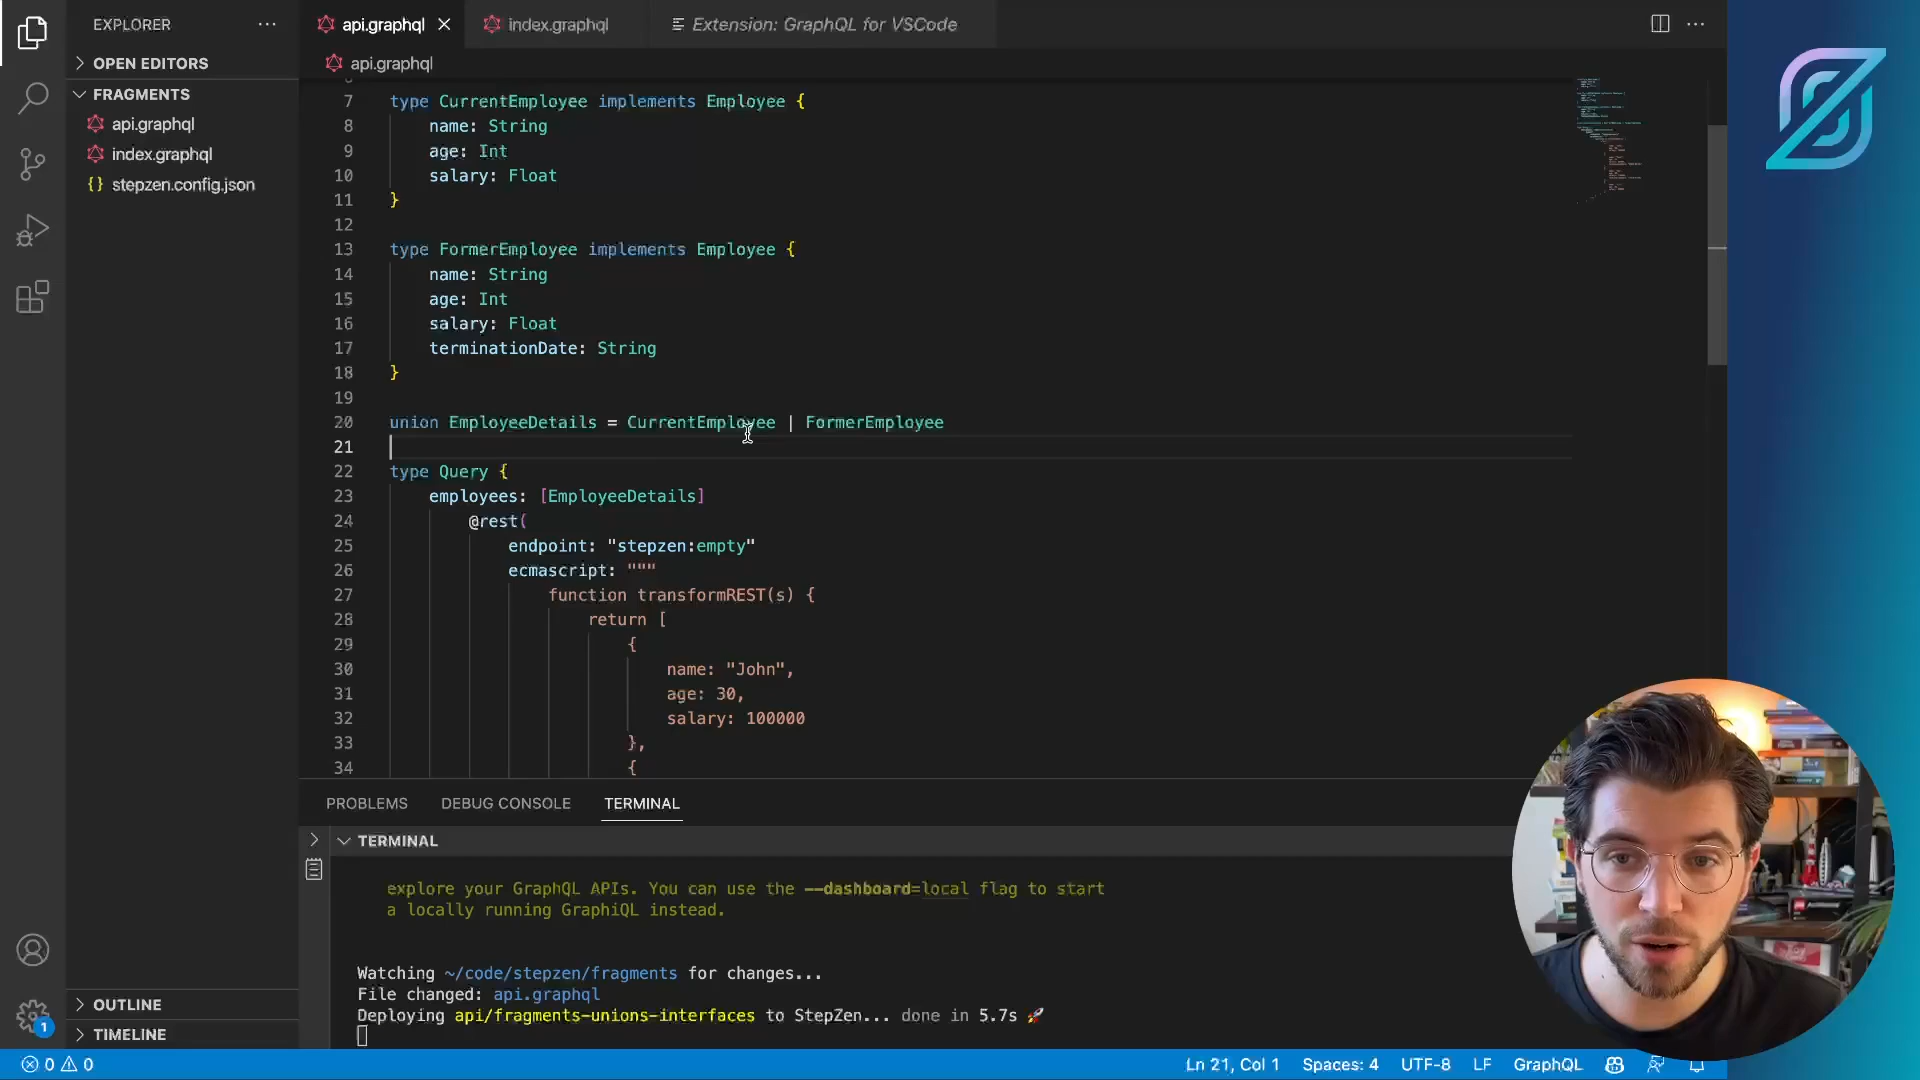 EXPLORER
OPEN EDITORS
FRAGMENTS
api.graphql
index.graphql
{} stepzen.config.json
OUTLINE
TIMELINE
api.graphql
index.graphql
Extension: GraphQL for VSCode
api.graphql
7 type CurrentEmployee implements Employee {
8 name: String
9 age: Int
10 salary: Float
11 }
12
13 type FormerEmployee implements Employee {
14 name: String
15 age: Int
16 salary: Float
17 terminationDate: String
18 }
19
20 union EmployeeDetails = CurrentEmployee | FormerEmployee
21
22 type Query {
23 employees: [EmployeeDetails]
24 @rest(
25 endpoint: "stepzen:empty"
26 ecmascript: """
27 function transformREST(s) {
28 return [
29 {
30 name: "John",
31 age: 30,
32 salary: 100000
33 },
34 {
PROBLEMS DEBUG CONSOLE TERMINAL
TERMINAL
explore your GraphQL APIs. You can use the --dashboard=local flag to start
a locally running GraphiQL instead.
Watching ~/code/stepzen/fragments for changes...
File changed: api.graphql
Deploying api/fragments-unions-interfaces to StepZen... done in 5.7s 🚀
1
0 0
Ln 21, Col 1 Spaces: 4 UTF-8 LF GraphQL